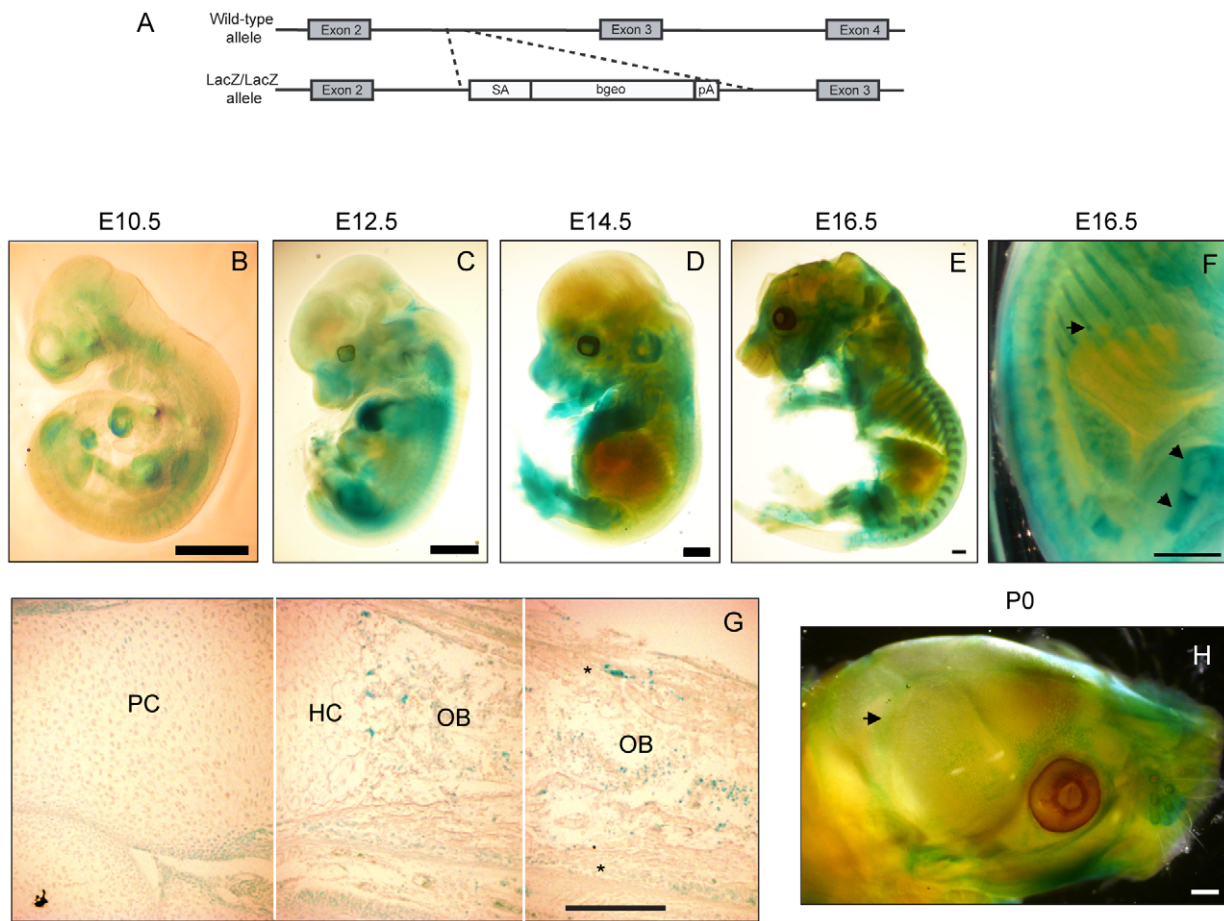 A
Wild-type allele
Exon 2
Exon 3
Exon 4
LacZ/LacZ allele
Exon 2
SA
bgeo
pA
Exon 3
E10.5
E12.5
E14.5
E16.5
E16.5
B
C
D
E
F
PC
HC
OB
*
OB
*
G
P0
H